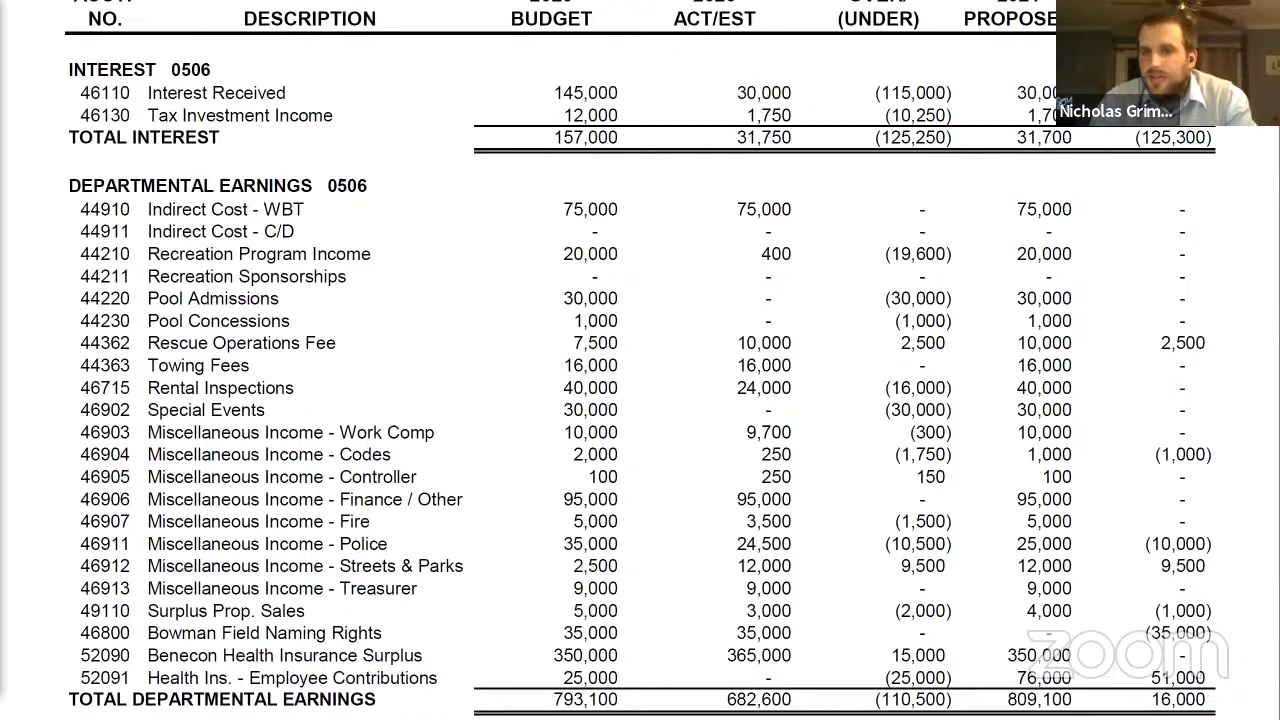 NO. DESCRIPTION BUDGET ACT/EST (UNDER) PROPOSE
INTEREST 0506
46110 Interest Received 145,000 30,000 (115,000) 30,00
46130 Tax Investment Income 12,000 1,750 (10,250) 1,70
Nicholas Grim...
TOTAL INTEREST 157,000 31,750 (125,250) 31,700 (125,300)
DEPARTMENTAL EARNINGS 0506
44910 Indirect Cost - WBT 75,000 75,000 - 75,000 -
44911 Indirect Cost - C/D - - - - -
44210 Recreation Program Income 20,000 400 (19,600) 20,000 -
44211 Recreation Sponsorships - - - - -
44220 Pool Admissions 30,000 - (30,000) 30,000 -
44230 Pool Concessions 1,000 - (1,000) 1,000 -
44362 Rescue Operations Fee 7,500 10,000 2,500 10,000 2,500
44363 Towing Fees 16,000 16,000 - 16,000 -
46715 Rental Inspections 40,000 24,000 (16,000) 40,000 -
46902 Special Events 30,000 - (30,000) 30,000 -
46903 Miscellaneous Income - Work Comp 10,000 9,700 (300) 10,000 -
46904 Miscellaneous Income - Codes 2,000 250 (1,750) 1,000 (1,000)
46905 Miscellaneous Income - Controller 100 250 150 100 -
46906 Miscellaneous Income - Finance / Other 95,000 95,000 - 95,000 -
46907 Miscellaneous Income - Fire 5,000 3,500 (1,500) 5,000 -
46911 Miscellaneous Income - Police 35,000 24,500 (10,500) 25,000 (10,000)
46912 Miscellaneous Income - Streets & Parks 2,500 12,000 9,500 12,000 9,500
46913 Miscellaneous Income - Treasurer 9,000 9,000 - 9,000 -
49110 Surplus Prop. Sales 5,000 3,000 (2,000) 4,000 (1,000)
46800 Bowman Field Naming Rights 35,000 35,000 - - (35,000)
52090 Benecon Health Insurance Surplus 350,000 365,000 15,000 350,000 -
zoom
52091 Health Ins. - Employee Contributions 25,000 - (25,000) 76,000 51,000
TOTAL DEPARTMENTAL EARNINGS 793,100 682,600 (110,500) 809,100 16,000